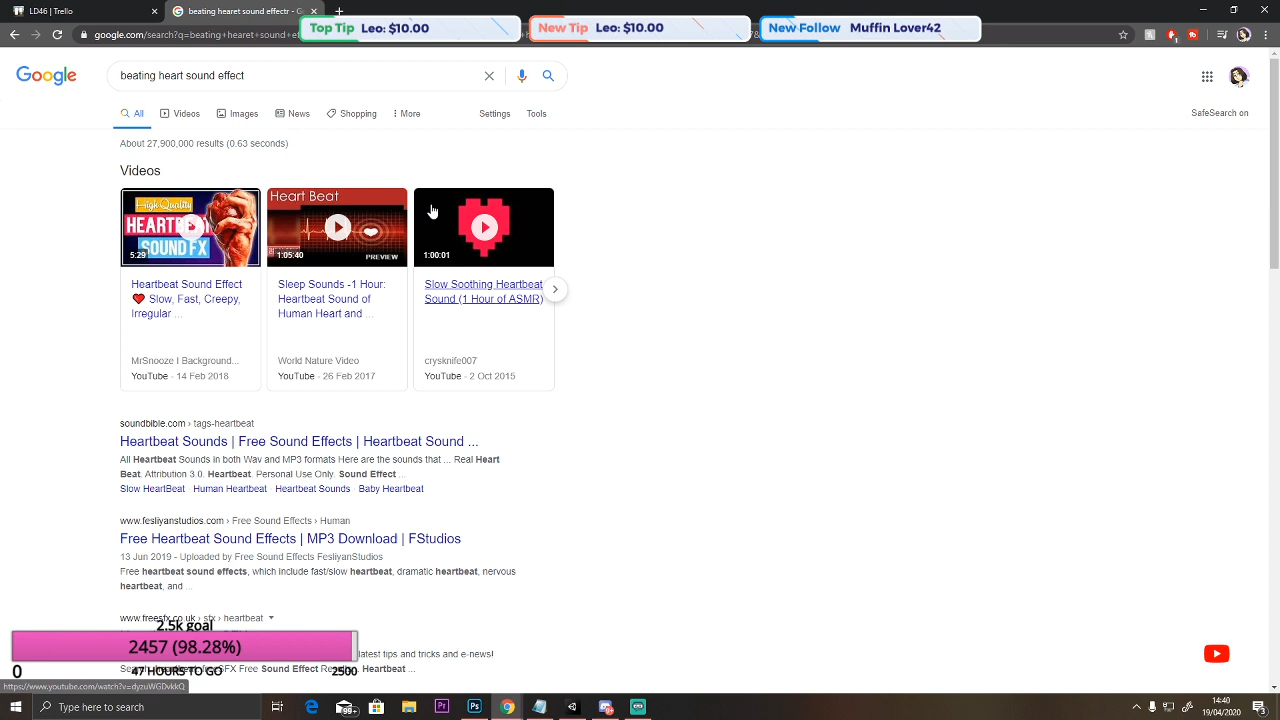 LD46 Trello
beating heart sound effect
Top Tip Leo: $10.00
New Tip Leo: $10.00
New Follow Muffin Lover42
Google
beating heart sound effect
All
Videos
Images
News
Shopping
More
Settings
Tools
SafeSearch on
About 27,900,000 results (0.63 seconds)
Videos
High Quality
HEARTBEAT
SOUND FX
5:29
Heart Beat
1:05:40
PREVIEW
1:00:01
Heartbeat Sound Effect
❤️ Slow, Fast, Creepy,
Irregular ...
MrSnooze I Background...
YouTube - 14 Feb 2018
Sleep Sounds -1 Hour:
Heartbeat Sound of
Human Heart and ...
World Nature Video
YouTube - 26 Feb 2017
Slow Soothing Heartbeat
Sound (1 Hour of ASMR)
crysknife007
YouTube - 2 Oct 2015
soundbible.com › tags-heartbeat
Heartbeat Sounds | Free Sound Effects | Heartbeat Sound ...
All Heartbeat Sounds in both Wav and MP3 formats Here are the sounds that ... Real Heart
Beat. Attribution 3.0. Heartbeat. Personal Use Only. Sound Effect ...
Slow HeartBeat · Human Heartbeat · Heartbeat Sounds · Baby Heartbeat
www.fesliyanstudios.com › Free Sound Effects › Human
Free Heartbeat Sound Effects | MP3 Download | FStudios
13 Jun 2019 - Uploaded by Free Sound Effects FesliyanStudios
Free heartbeat sound effects, which include fast/slow heartbeat, dramatic heartbeat, nervous
heartbeat, and ...
www.freesfx.co.uk › sfx › heartbeat
2.5k goal
2457 (98.28%)
latest tips and tricks and e-news!
Free Sound Effect
Heartbeat ...
0
47 HOURS TO GO
2500
https://www.youtube.com/watch?v=dyzuWGDvkkQ
Type here to search
99+
14:40
19/04/2020